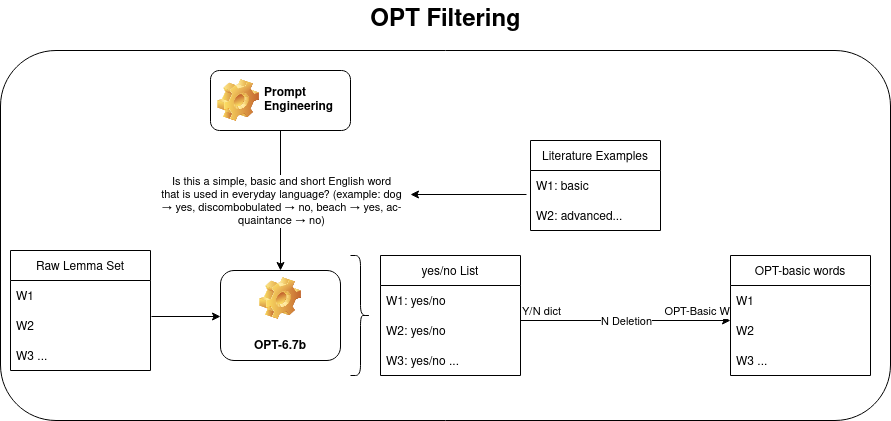 OPT Filtering
Prompt
Engineering
Is this a simple, basic and short English word
that is used in everyday language? (example: dog
→ yes, discombobulated → no, beach → yes, ac-
quaintance → no)
Literature Examples
W1: basic
W2: advanced...
Raw Lemma Set
W1
W2
W3 ...
OPT-6.7b
yes/no List
W1: yes/no
W2: yes/no
W3: yes/no ...
Y/N dict
N Deletion
OPT-Basic W
OPT-basic words
W1
W2
W3 ...